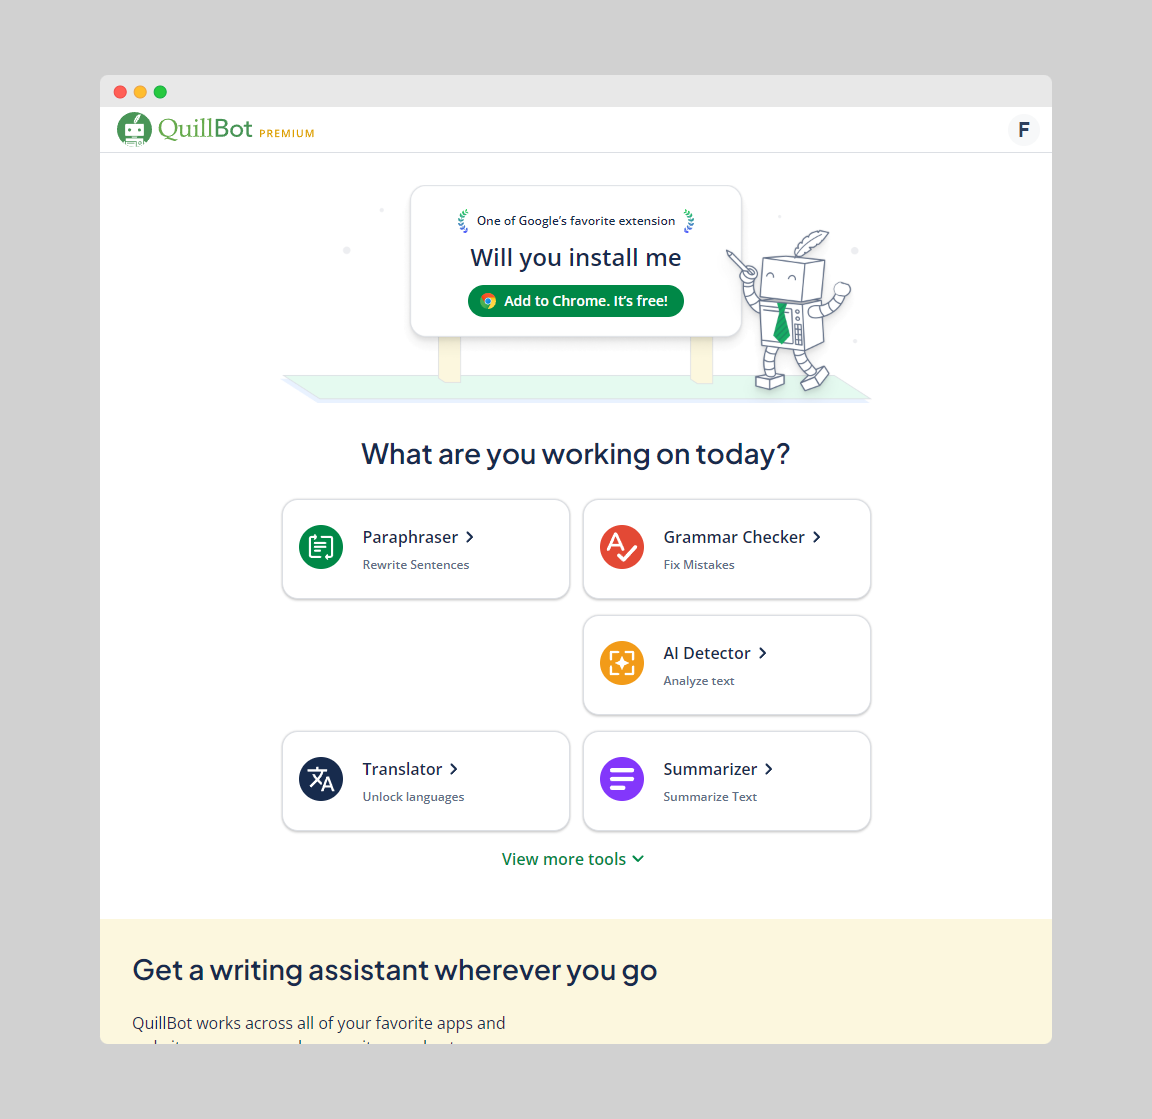 QuillBot PREMIUM
F
One of Google's favorite extension
Will you install me
Add to Chrome. It's free!
What are you working on today?
Paraphraser
Rewrite Sentences
Grammar Checker
Fix Mistakes
AI Detector
Analyze text
Translator
Unlock languages
Summarizer
Summarize Text
View more tools
Get a writing assistant wherever you go
QuillBot works across all of your favorite apps and